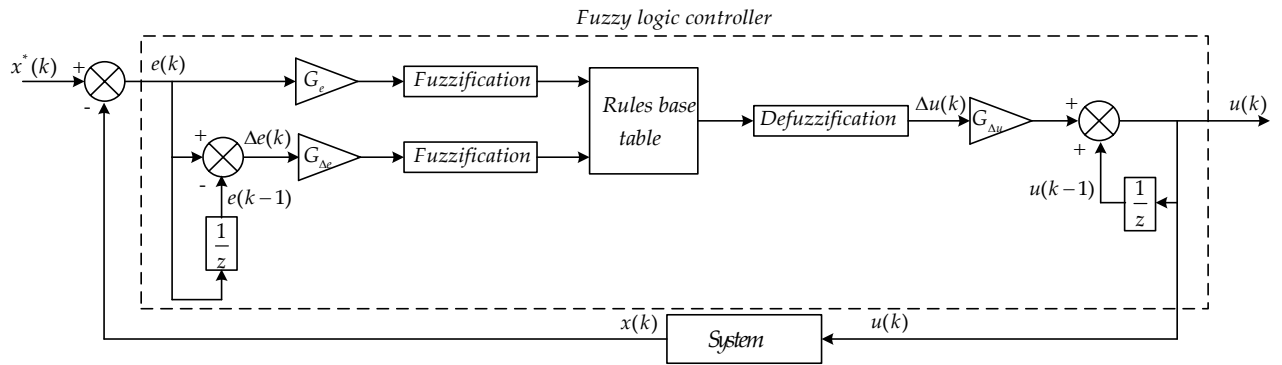 Fuzzy logic controller
x*(k)
+
-
e(k)
G_e
Fuzzification
Rules base
table
Defuzzification
Δu(k)
G_Δu
+
+
u(k)
+
-
Δe(k)
G_Δe
Fuzzification
e(k−1)
1/z
u(k−1)
1/z
x(k)
System
u(k)